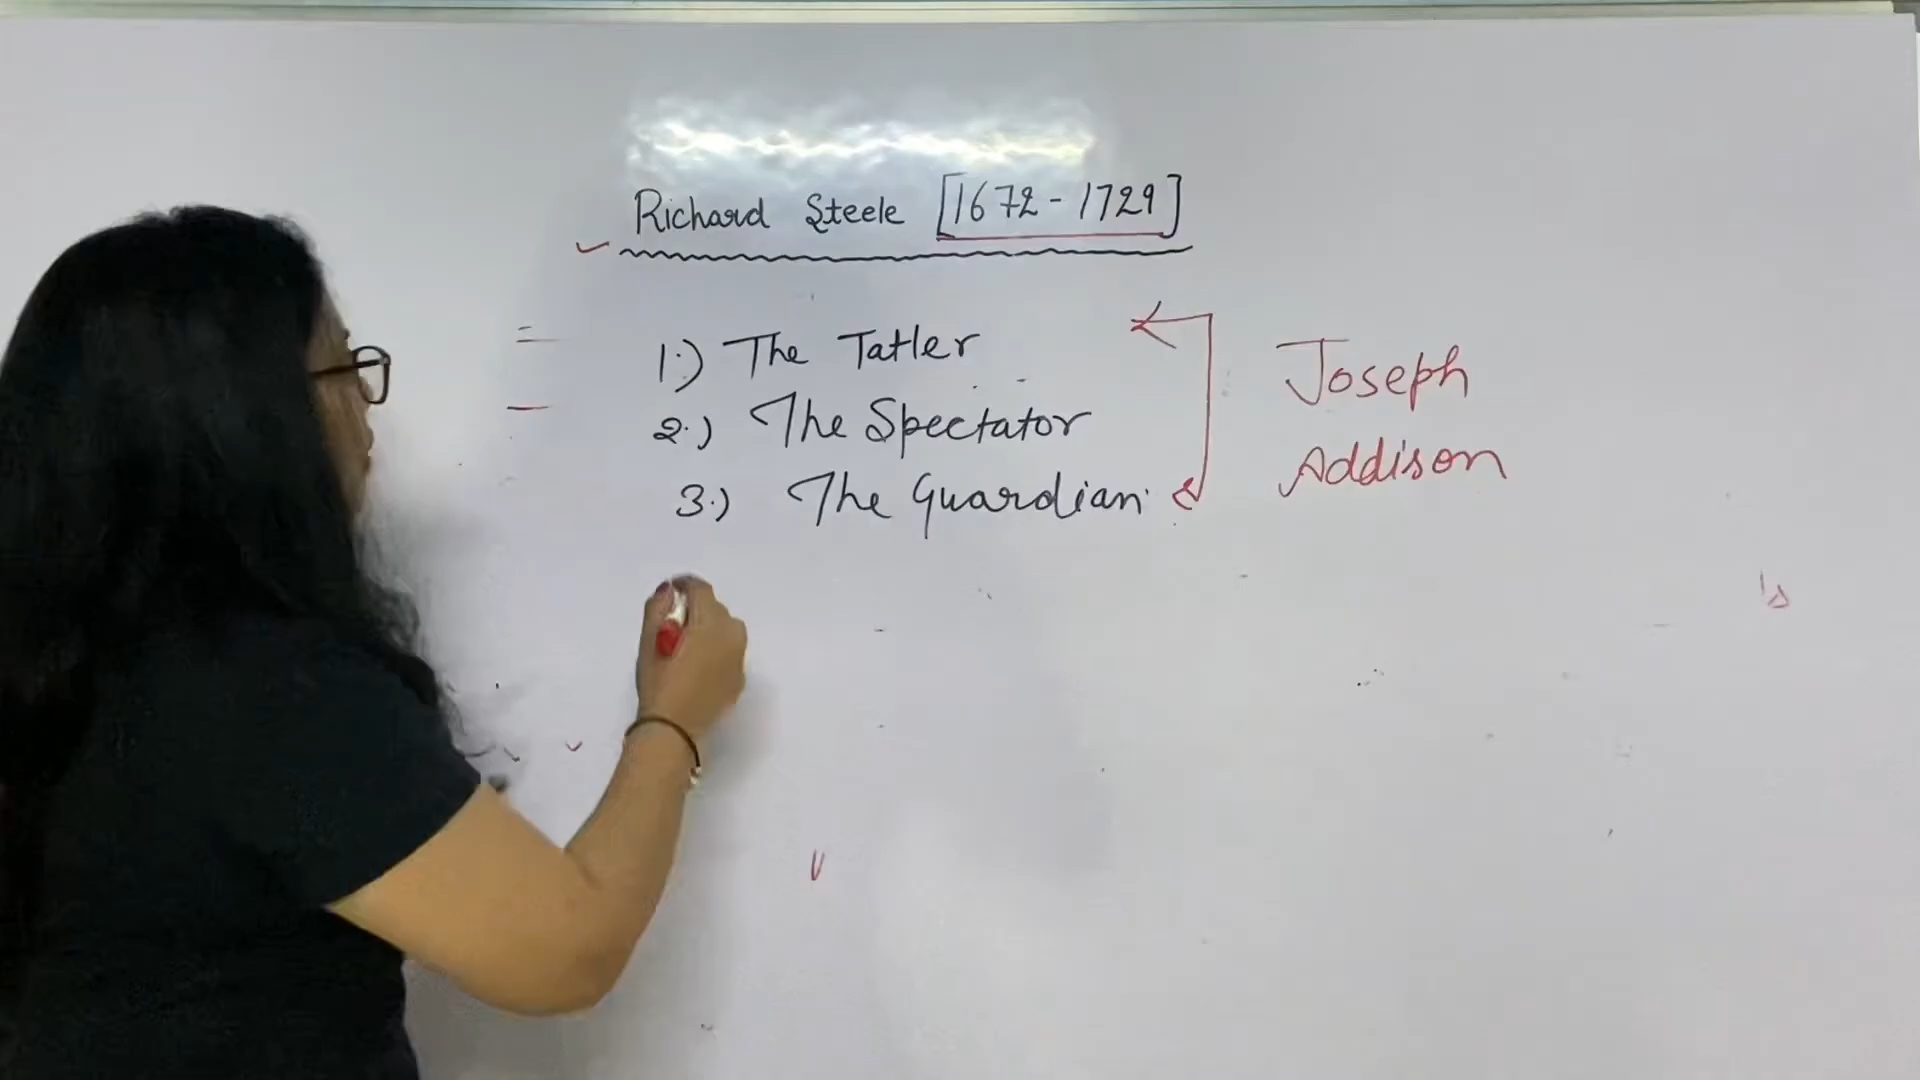 Richard Steele [1672-1729]
1.) The Tatler
2.) The Spectator
3.) The Guardian
Joseph
Addison
's